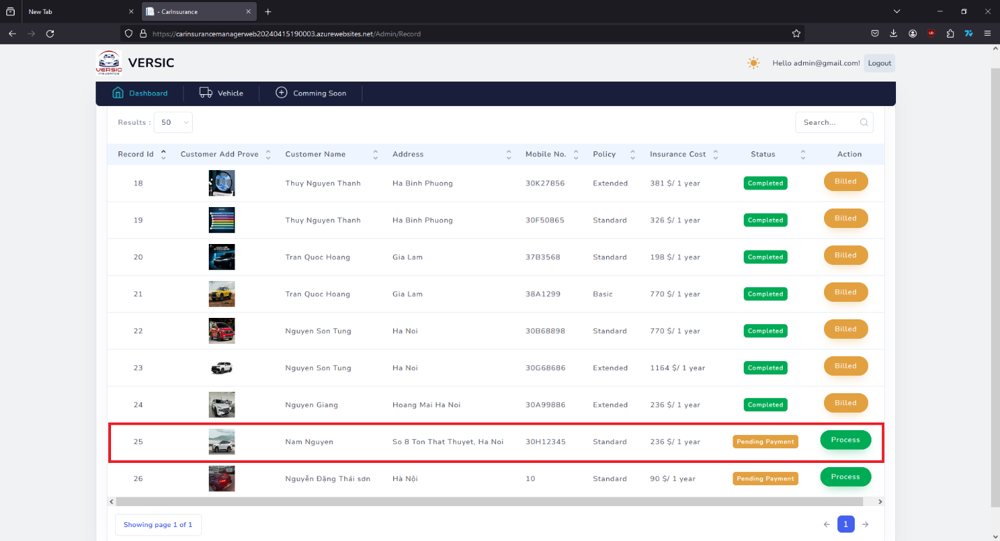 New Tab
- CarInsurance
https://carinsurancemanagerweb20240415190003.azurewebsites.net/Admin/Record
VERSIC INSURANCE
VERSIC
Hello admin@gmail.com! Logout
Dashboard Vehicle Comming Soon
Results : 50 Search...
Record Id Customer Add Prove Customer Name Address Mobile No. Policy Insurance Cost Status Action
18 Thuy Nguyen Thanh Ha Binh Phuong 30K27856 Extended 381 $/ 1 year Completed Billed
19 Thuy Nguyen Thanh Ha Binh Phuong 30F50865 Standard 326 $/ 1 year Completed Billed
20 Tran Quoc Hoang Gia Lam 37B3568 Standard 198 $/ 1 year Completed Billed
21 Tran Quoc Hoang Gia Lam 38A1299 Basic 770 $/ 1 year Completed Billed
22 Nguyen Son Tung Ha Noi 30B68898 Standard 770 $/ 1 year Completed Billed
23 Nguyen Son Tung Ha Noi 30G68686 Extended 1164 $/ 1 year Completed Billed
24 Nguyen Giang Hoang Mai Ha Noi 30A99886 Extended 236 $/ 1 year Completed Billed
25 Nam Nguyen So 8 Ton That Thuyet, Ha Noi 30H12345 Standard 236 $/ 1 year Pending Payment Process
26 Nguyễn Đặng Thái sơn Hà Nội 10 Standard 90 $/ 1 year Pending Payment Process
Showing page 1 of 1 1